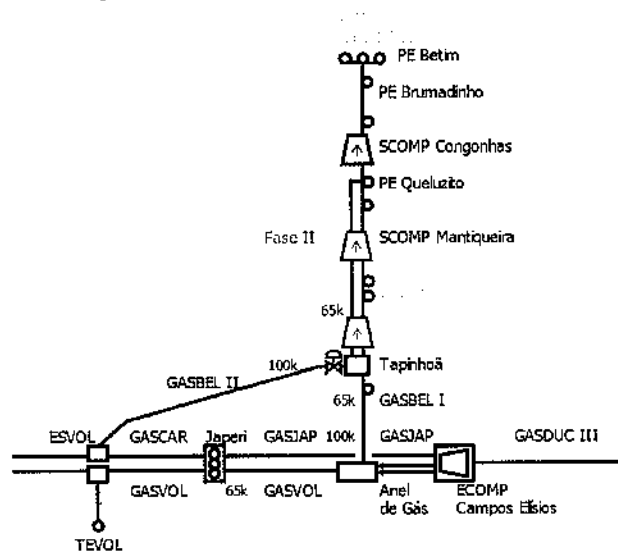 PE Betim
PE Brumadinho
SCOMP Congonhas
PE Queluzito
Fase II
SCOMP Mantiqueira
65k
Tapinhoã
100k
GASBEL II
65k
GASBEL I
ESVOL
GASCAR
Japeri
GASJAP
100k
GASJAP
GASDUC III
GASVOL
65k
GASVOL
Anel
de Gás
ECOMP
Campos Elísios
TEVOL